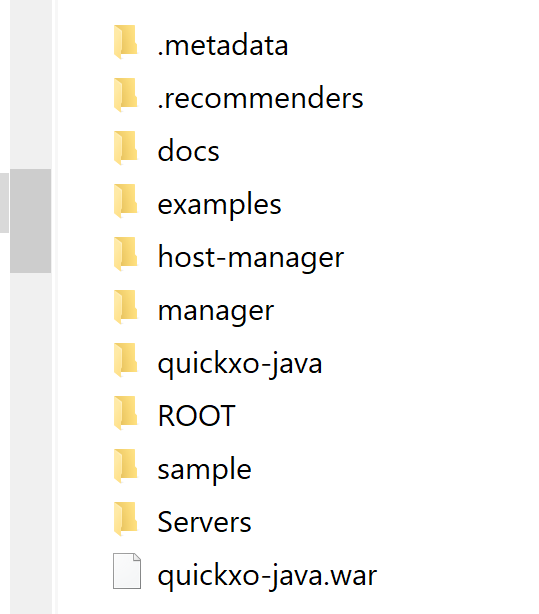 .metadata
.recommenders
docs
examples
host-manager
manager
quickxo-java
ROOT
sample
Servers
quickxo-java.war